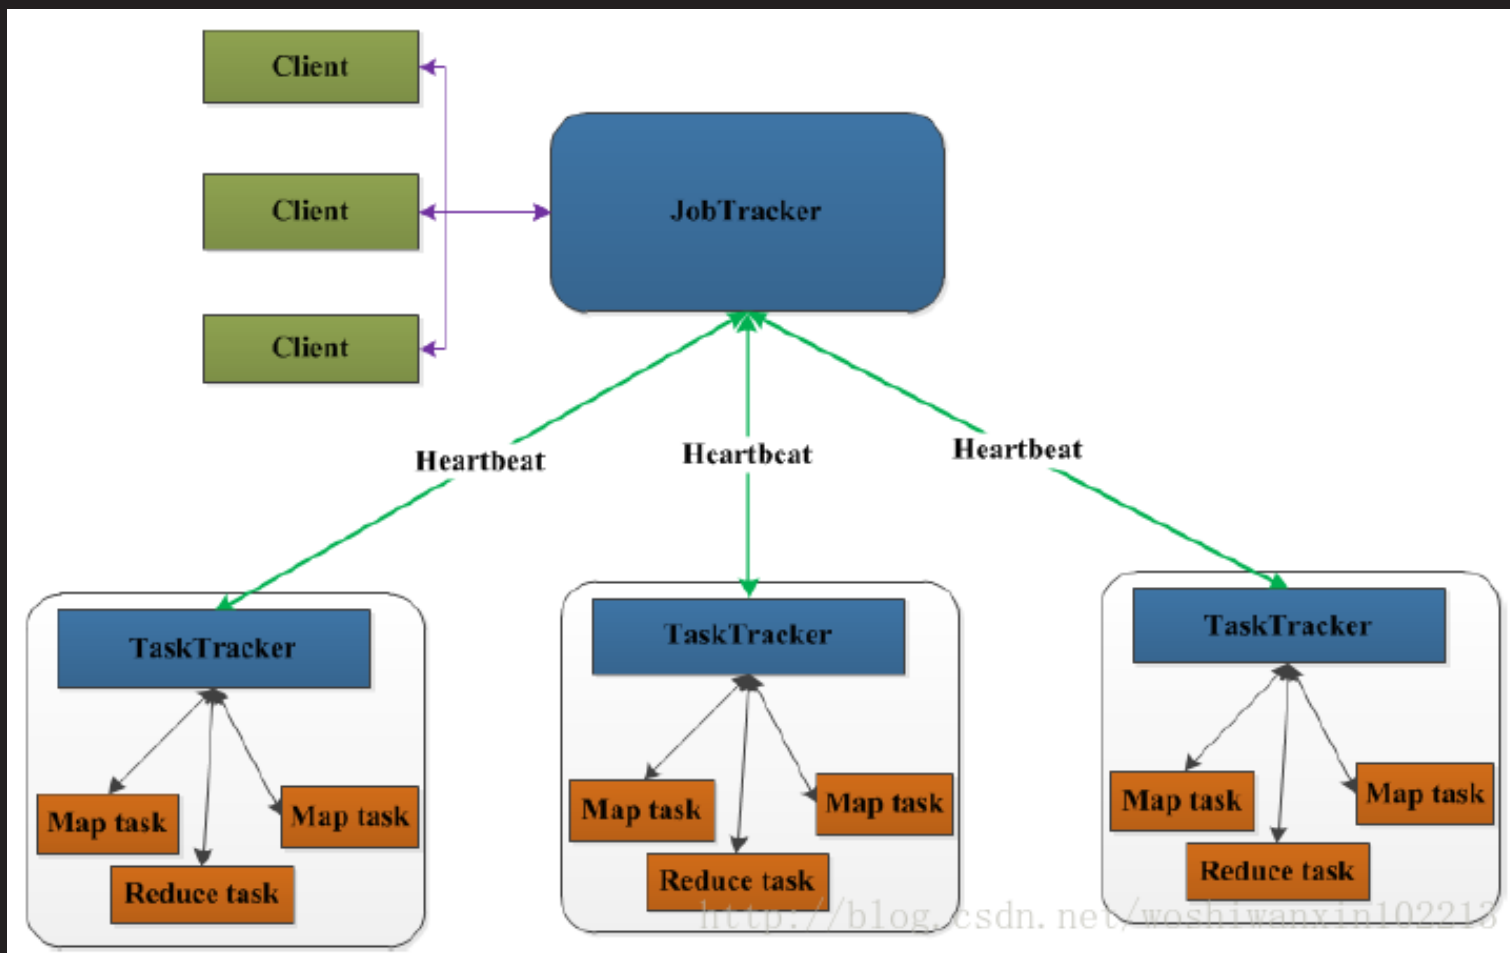 Client
Client
JobTracker
Client
Heartbeat
Heartbeat
Heartbeat
TaskTracker
Map task
Map task
Reduce task
TaskTracker
Map task
Map task
Reduce task
TaskTracker
Map task
Map task
Reduce task
http://blog.csdn.net/woshiwanxin102213